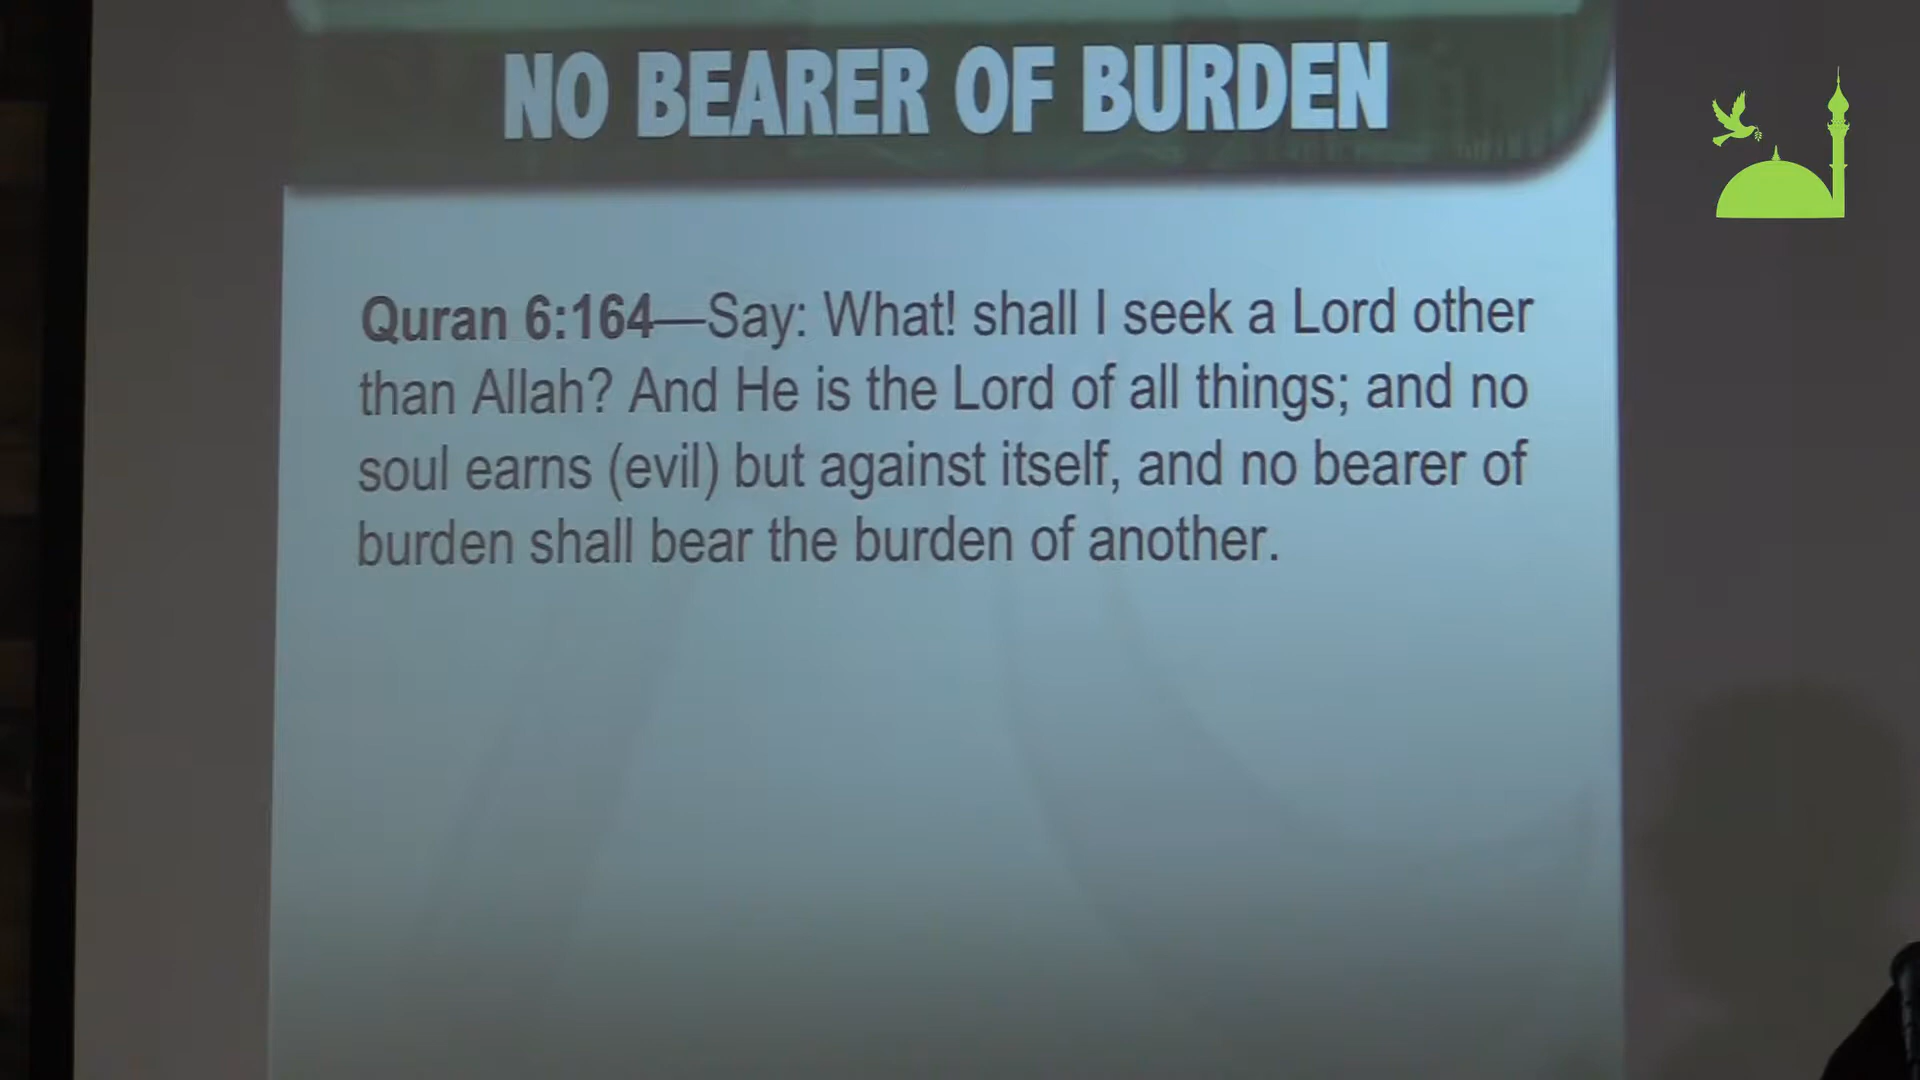 NO BEARER OF BURDEN
Quran 6:164—Say: What! shall I seek a Lord other
than Allah? And He is the Lord of all things; and no
soul earns (evil) but against itself, and no bearer of
burden shall bear the burden of another.